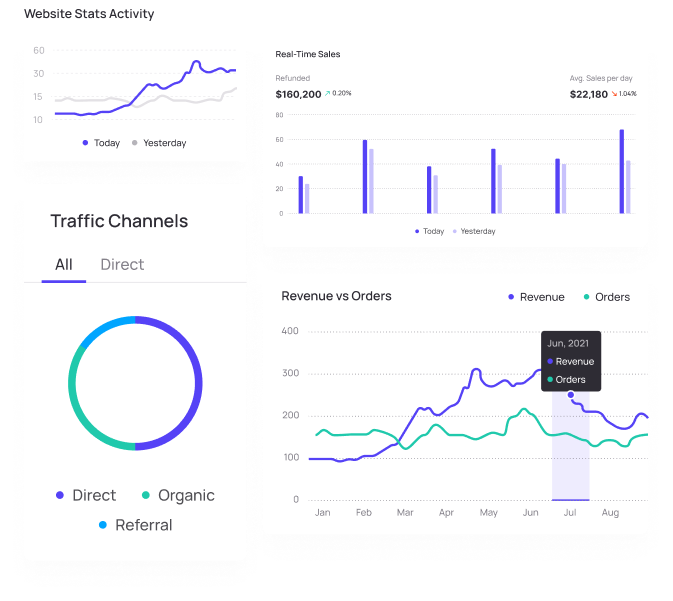 Website Stats Activity
60
30
15
10
Today
Yesterday
Real-Time Sales
Refunded
$160,200 ↗ 0.20%
Avg. Sales per day
$22,180 ↘ 1.04%
80
60
40
20
0
Today
Yesterday
Traffic Channels
All
Direct
Direct
Organic
Referral
Revenue vs Orders
Revenue
Orders
400
300
200
100
0
Jun, 2021
Revenue
Orders
Jan Feb Mar Apr May Jun Jul Aug